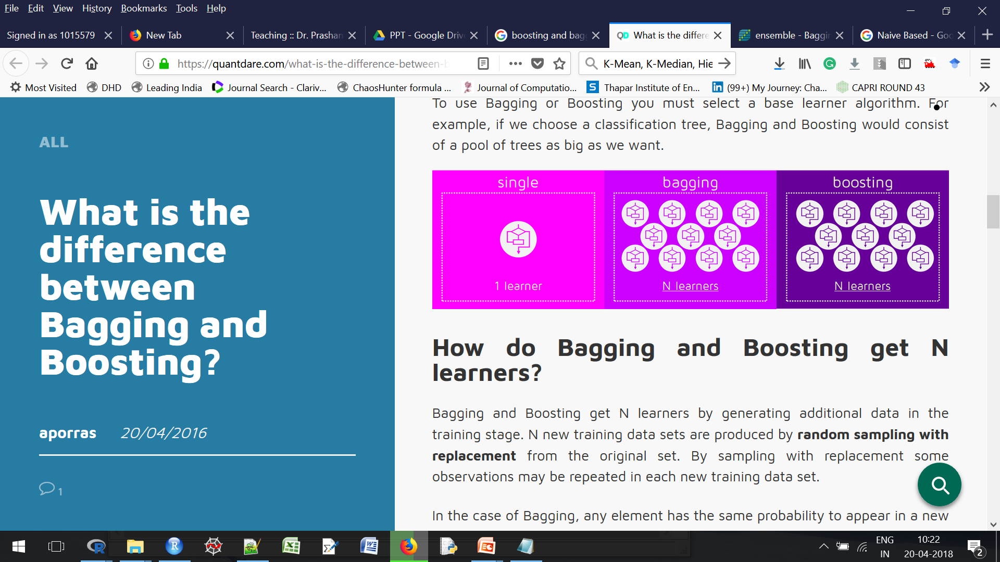 File Edit View History Bookmarks Tools Help
Signed in as 1015579
New Tab
Teaching :: Dr. Prashan
PPT - Google Driv
boosting and bag
QD What is the differe
ensemble - Baggi
Naive Based - Goo
https://quantdare.com/what-is-the-difference-between-b
K-Mean, K-Median, Hie
Most Visited
DHD
Leading India
Journal Search - Clariv...
ChaosHunter formula ...
Journal of Computatio...
S Thapar Institute of En...
in (99+) My Journey: Cha...
CAPRI ROUND 43
ALL
What is the
difference
between
Bagging and
Boosting?
aporras 20/04/2016
1
To use Bagging or Boosting you must select a base learner algorithm. For
example, if we choose a classification tree, Bagging and Boosting would consist
of a pool of trees as big as we want.
single
1 learner
bagging
N learners
boosting
N learners
How do Bagging and Boosting get N
learners?
Bagging and Boosting get N learners by generating additional data in the
training stage. N new training data sets are produced by random sampling with
replacement from the original set. By sampling with replacement some
observations may be repeated in each new training data set.
In the case of Bagging, any element has the same probability to appear in a new
ENG
IN
10:22
20-04-2018
2